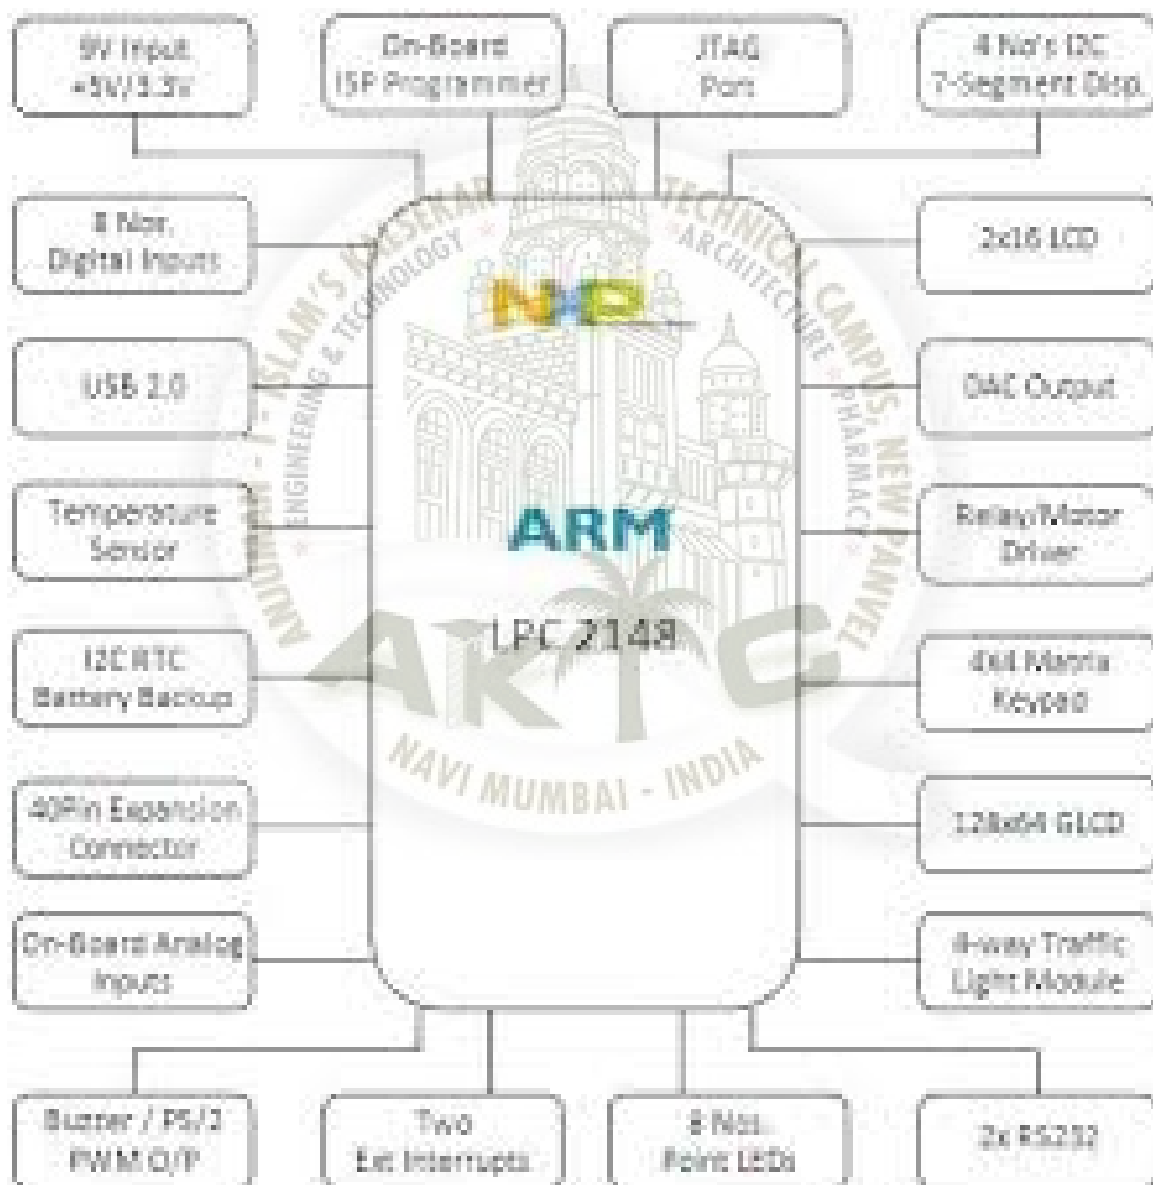 9V Input
+5V/3.3V
On-Board
ISP Programmer
JTAG
Port
4 No's I2C
7-Segment Disp.
8 Nos.
Digital Inputs
2x16 LCD
USB 2.0
DAC Output
Temperature
Sensor
Relay/Motor
Driver
I2C RTC
Battery Backup
4X4 Matrix
Keypad
40Pin Expansion
Connector
128x64 GLCD
On-Board Analog
Inputs
4-way Traffic
Light Module
Buzzer / PS/2
PWM O/P
Two
Ext Interrupts
8 Nos.
Point LEDs
2x RS232
NXP
ARM
LPC 2148
ANJUMAN - I - ISLAM'S KALSEKAR TECHNICAL CAMPUS, NEW PANVEL
ENGINEERING & TECHNOLOGY ARCHITECTURE PHARMACY
AKTC
NAVI MUMBAI - INDIA